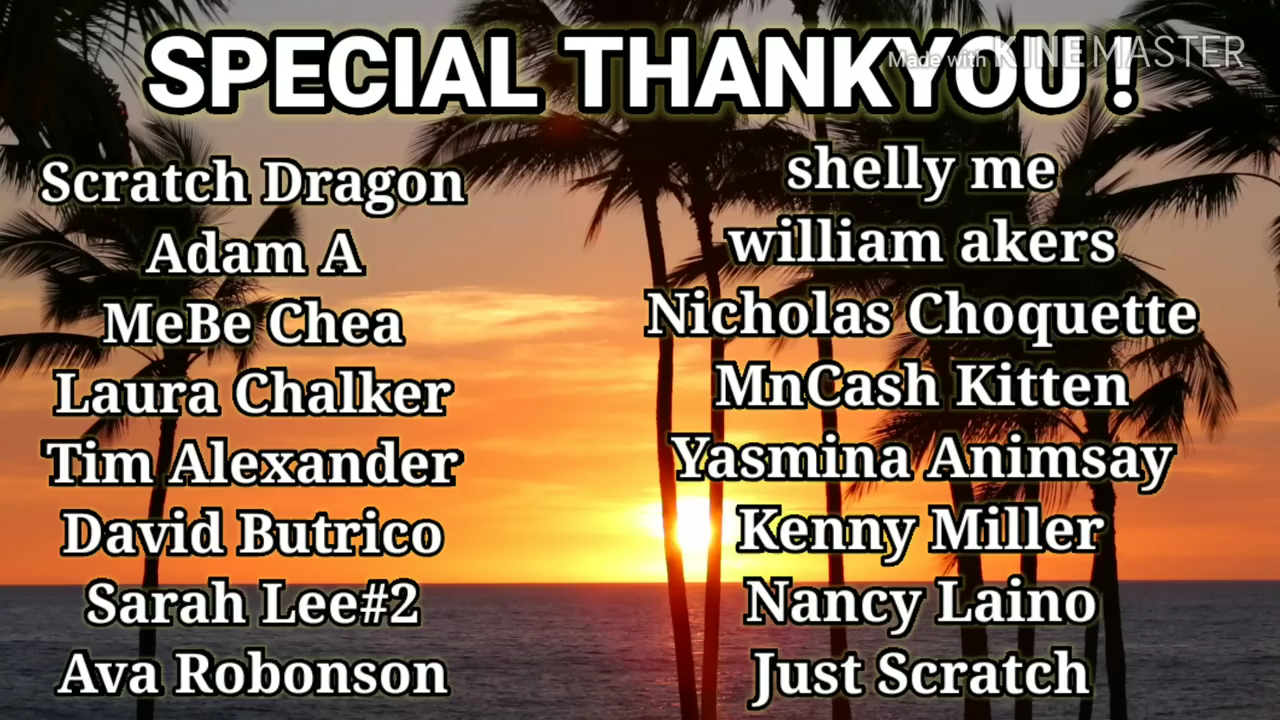 SPECIAL THANKYOU !
Made with KINEMASTER
Scratch Dragon
Adam A
MeBe Chea
Laura Chalker
Tim Alexander
David Butrico
Sarah Lee#2
Ava Robonson
shelly me
william akers
Nicholas Choquette
MnCash Kitten
Yasmina Animsay
Kenny Miller
Nancy Laino
Just Scratch